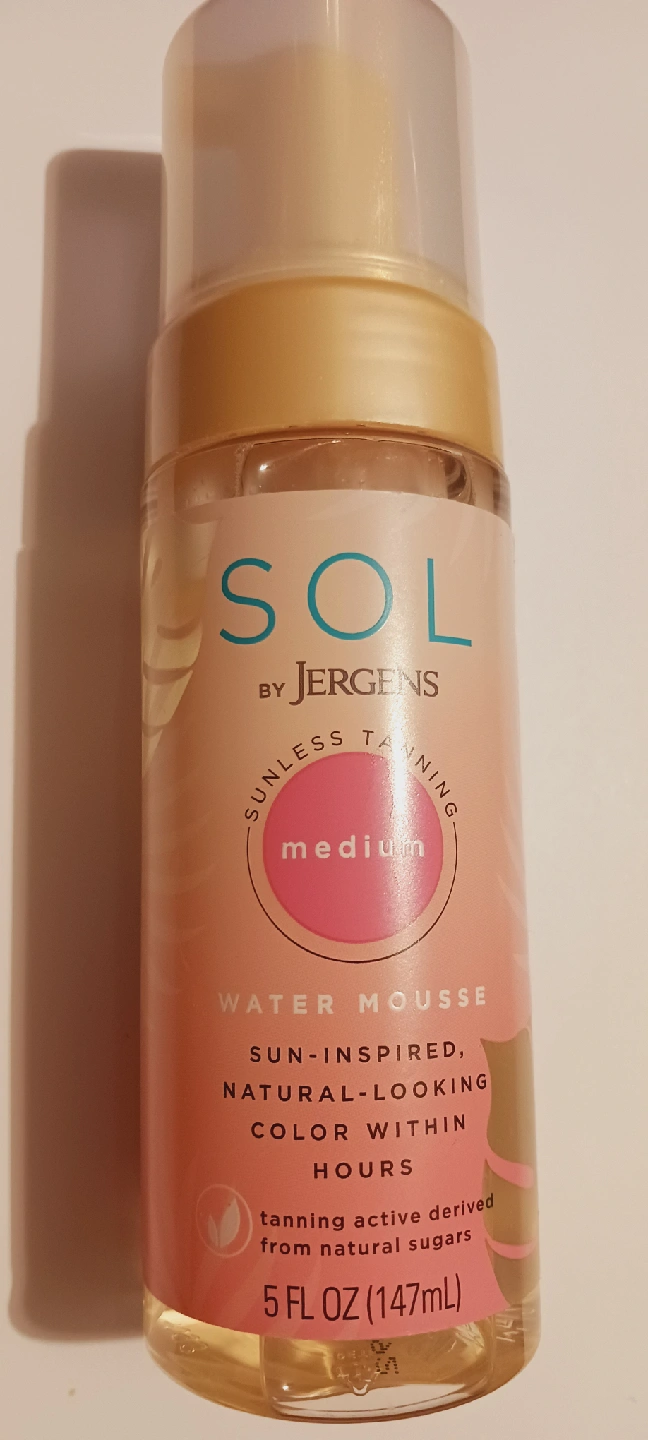 SOL
BY JERGENS
SUNLESS TANNING
medium
WATER MOUSSE
SUN-INSPIRED,
NATURAL-LOOKING
COLOR WITHIN
HOURS
tanning active derived
from natural sugars
5 FL OZ (147mL)